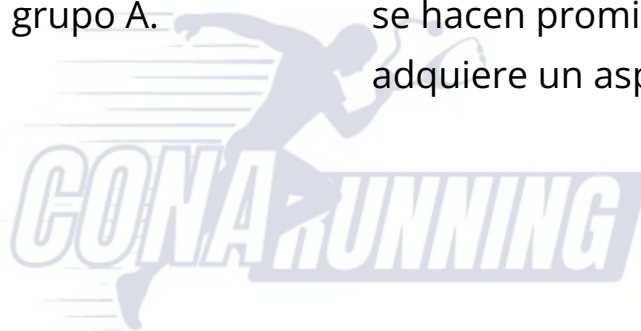 grupo A.
se hacen promi
adquiere un asp
CONARUNNING